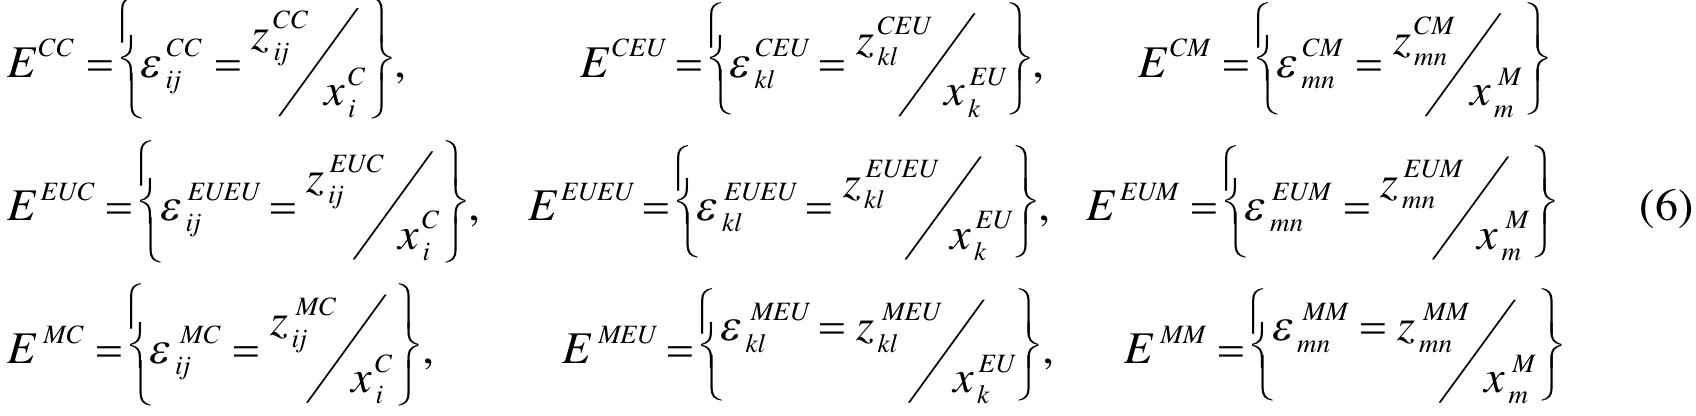 E^{CC} = {ε_{ij}^{CC} = z_{ij}^{CC} / x_i^C}, E^{CEU} = {ε_{kl}^{CEU} = z_{kl}^{CEU} / x_k^{EU}}, E^{CM} = {ε_{mn}^{CM} = z_{mn}^{CM} / x_m^M}
E^{EUC} = {ε_{ij}^{EUEU} = z_{ij}^{EUC} / x_i^C}, E^{EUEU} = {ε_{kl}^{EUEU} = z_{kl}^{EUEU} / x_k^{EU}}, E^{EUM} = {ε_{mn}^{EUM} = z_{mn}^{EUM} / x_m^M} (6)
E^{MC} = {ε_{ij}^{MC} = z_{ij}^{MC} / x_i^C}, E^{MEU} = {ε_{kl}^{MEU} = z_{kl}^{MEU} / x_k^{EU}}, E^{MM} = {ε_{mn}^{MM} = z_{mn}^{MM} / x_m^M}